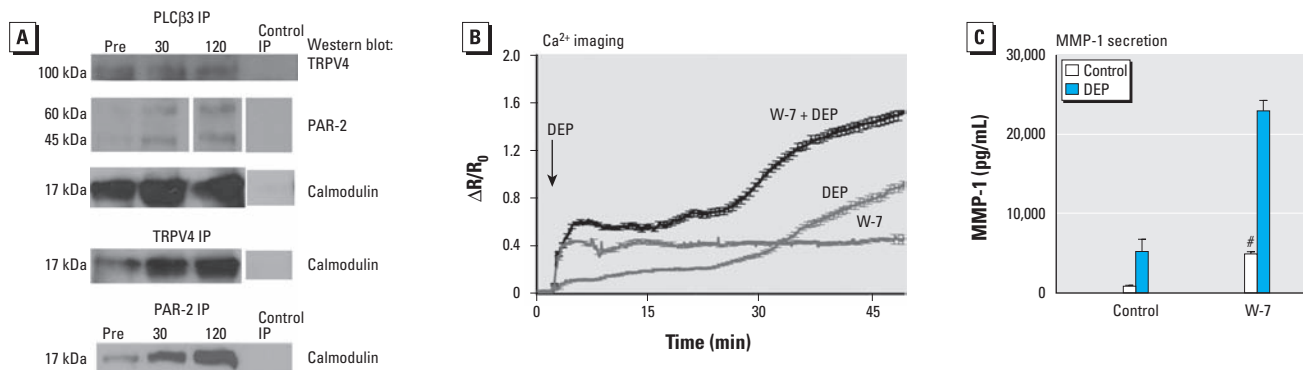 A
PLCβ3 IP
Pre 30 120 Control IP Western blot:
100 kDa TRPV4
60 kDa
45 kDa PAR-2
17 kDa Calmodulin
TRPV4 IP
17 kDa Calmodulin
PAR-2 IP
Pre 30 120 Control IP
17 kDa Calmodulin
B
Ca²⁺ imaging
2.0
1.6
1.2
0.8
0.4
0
ΔR/R₀
DEP
W-7 + DEP
DEP
W-7
0 15 30 45
Time (min)
C
MMP-1 secretion
30,000
20,000
10,000
0
MMP-1 (pg/mL)
Control
DEP
#
Control W-7